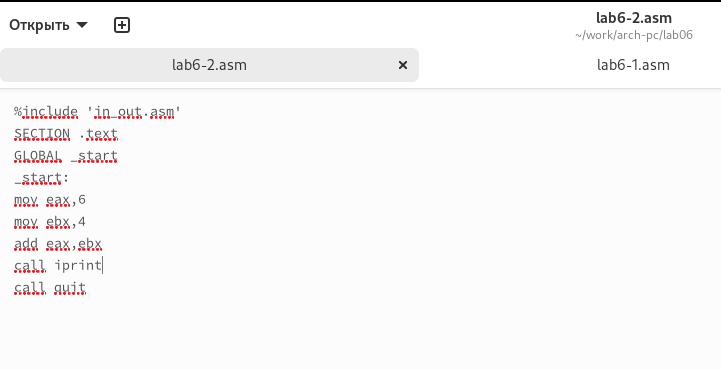 Открыть
lab6-2.asm
~/work/arch-pc/lab06
lab6-2.asm
lab6-1.asm
%include 'in_out.asm'
SECTION .text
GLOBAL _start
_start:
mov eax,6
mov ebx,4
add eax,ebx
call iprint
call quit